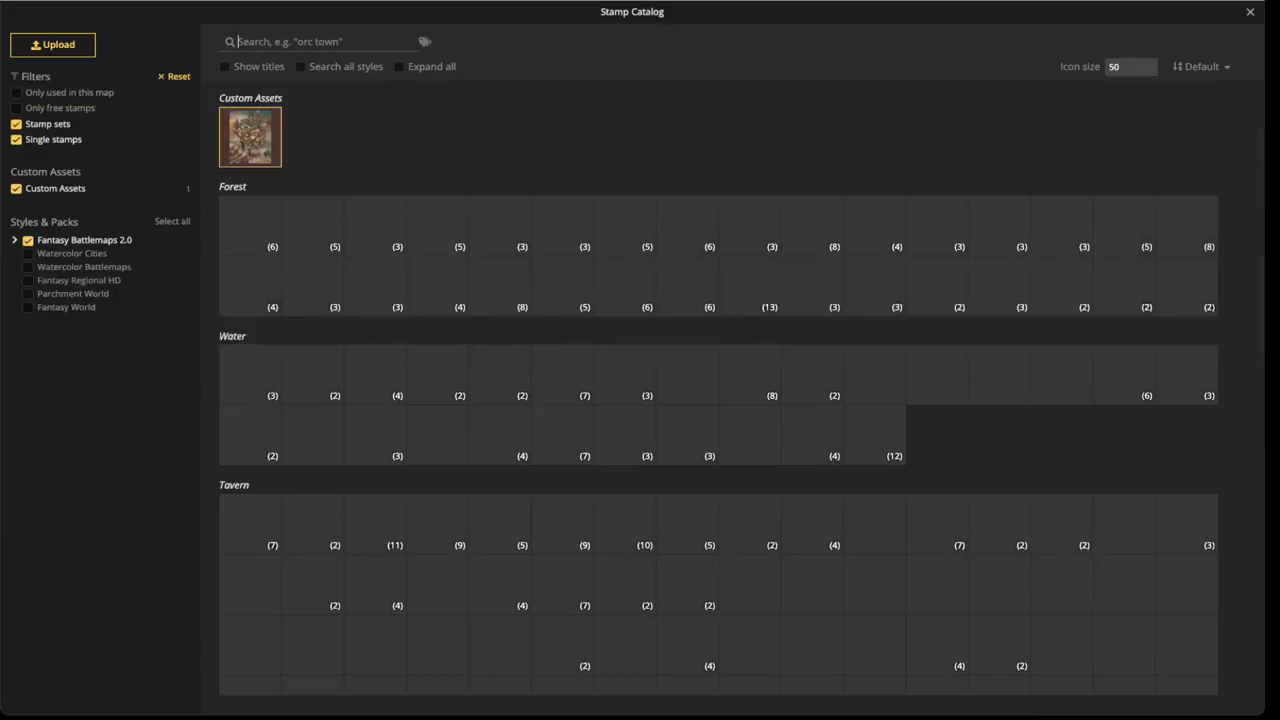 Stamp Catalog
Upload
Search, e.g. "orc town"
Show titles
Search all styles
Expand all
Icon size 50
Default
Filters
Reset
Only used in this map
Only free stamps
Stamp sets
Single stamps
Custom Assets
Custom Assets 1
Styles & Packs
Select all
Fantasy Battlemaps 2.0
Watercolor Cities
Watercolor Battlemaps
Fantasy Regional HD
Parchment World
Fantasy World
Custom Assets
Forest
(6) (5) (3) (5) (3) (3) (5) (6) (3) (8) (4) (3) (3) (3) (5) (8)
(4) (3) (3) (4) (8) (5) (6) (6) (13) (3) (3) (2) (3) (2) (2) (2)
Water
(3) (2) (4) (2) (2) (7) (3) (8) (2) (6) (3)
(2) (3) (4) (7) (3) (3) (4) (12)
Tavern
(7) (2) (11) (9) (5) (9) (10) (5) (2) (4) (7) (2) (2) (3)
(2) (4) (4) (7) (2) (2)
(2) (4) (4) (2)